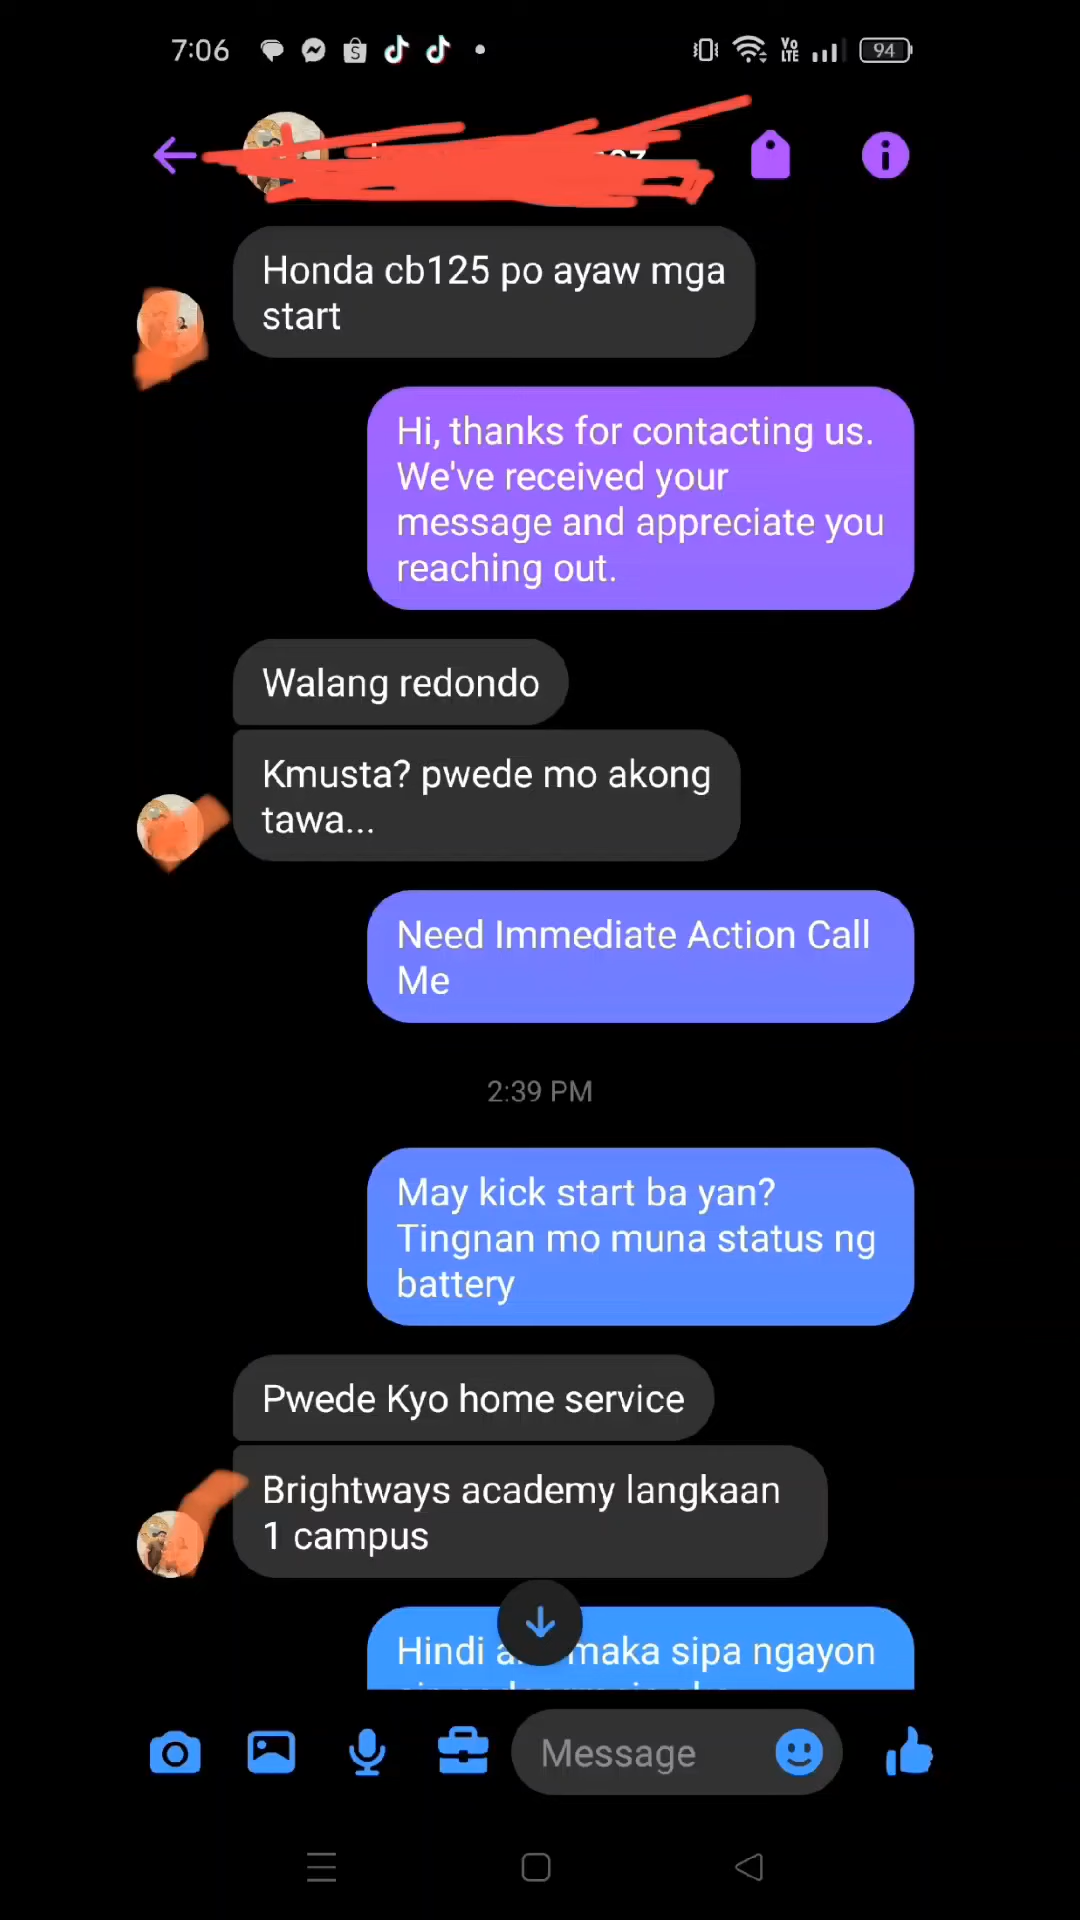 7:06
VoLTE
94
Honda cb125 po ayaw mga
start
Hi, thanks for contacting us.
We've received your
message and appreciate you
reaching out.
Walang redondo
Kmusta? pwede mo akong
tawa...
Need Immediate Action Call
Me
2:39 PM
May kick start ba yan?
Tingnan mo muna status ng
battery
Pwede Kyo home service
Brightways academy langkaan
1 campus
Hindi maka sipa ngayon
Message